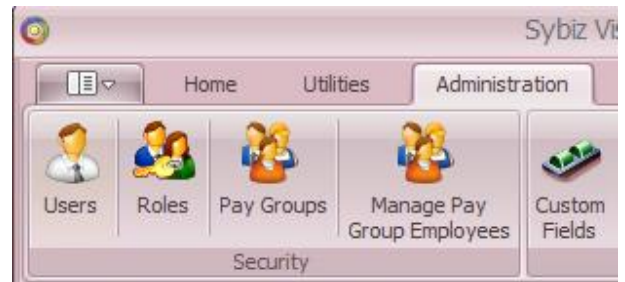 Sybiz Vis
Home Utilities Administration
Users Roles Pay Groups Manage Pay Group Employees Custom Fields
Security